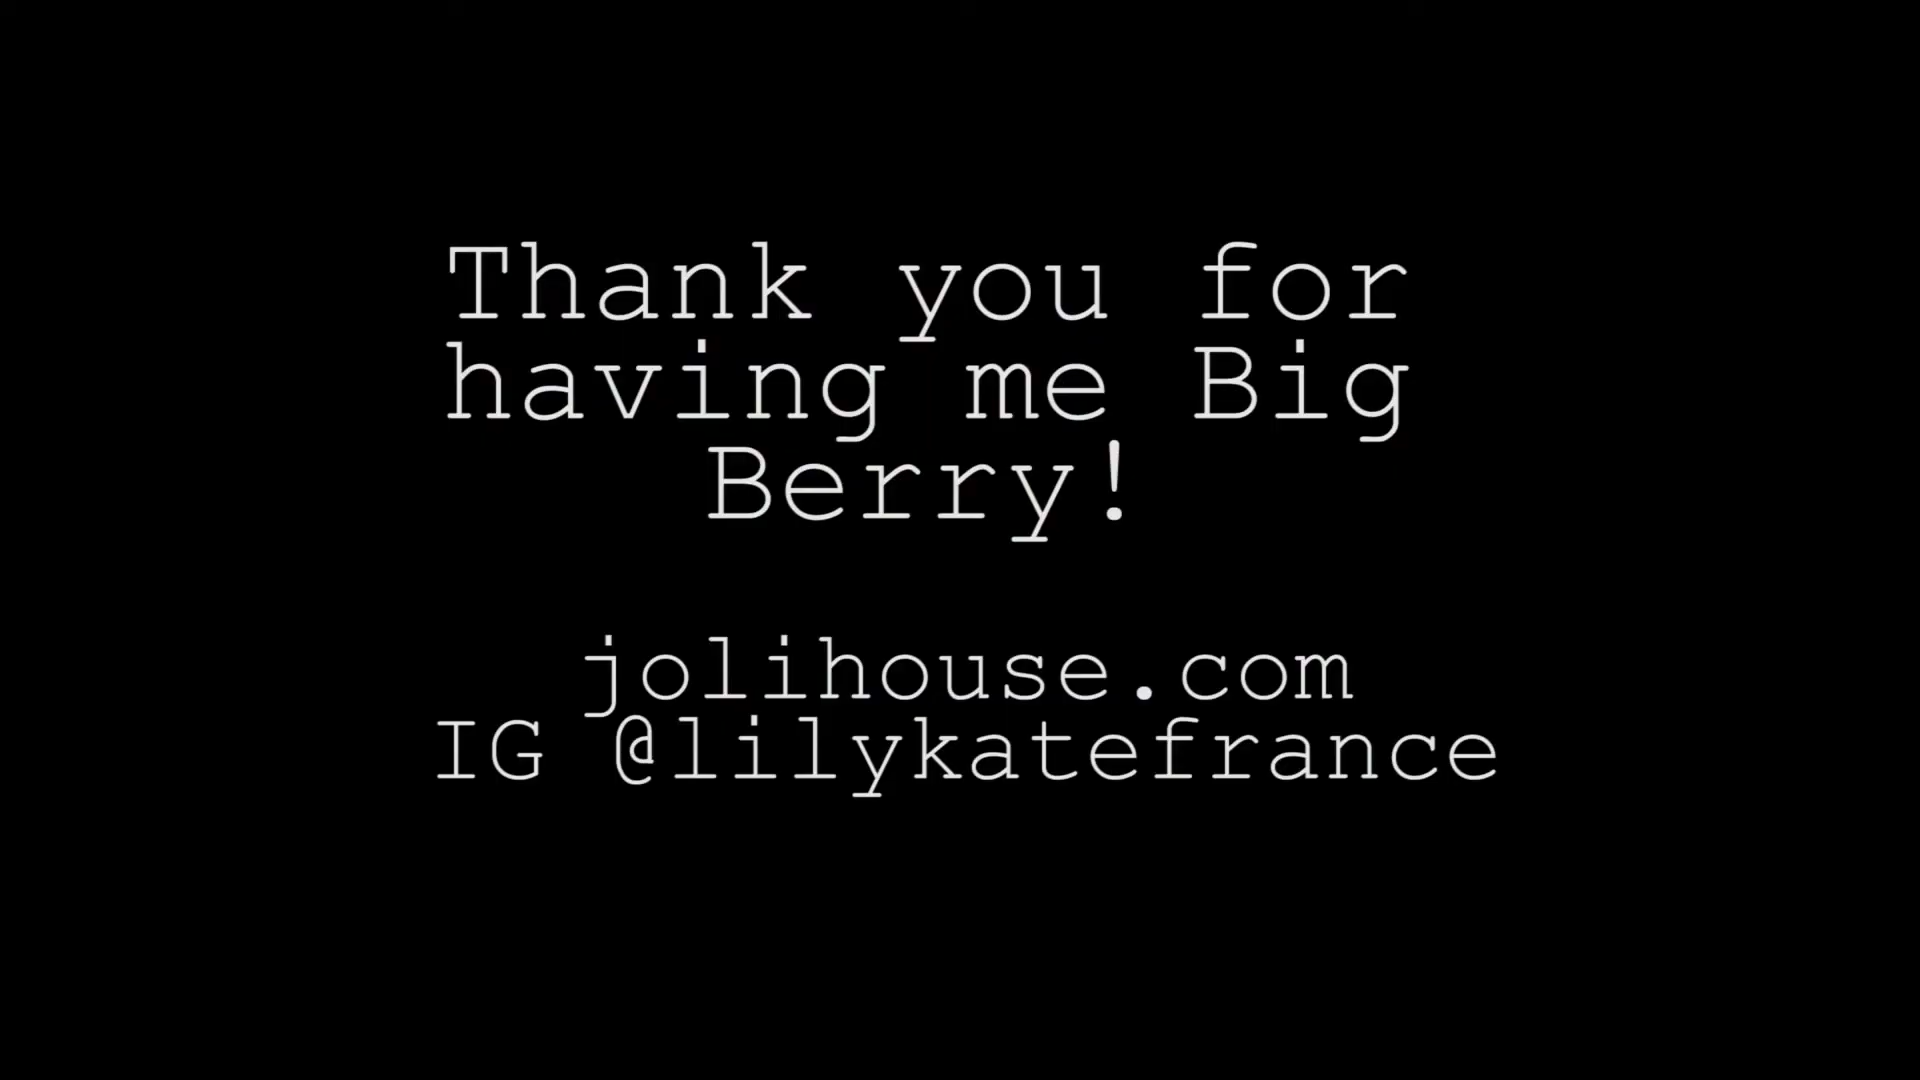 Thank you for
having me Big
Berry!
jolihouse.com
IG @lilykatefrance